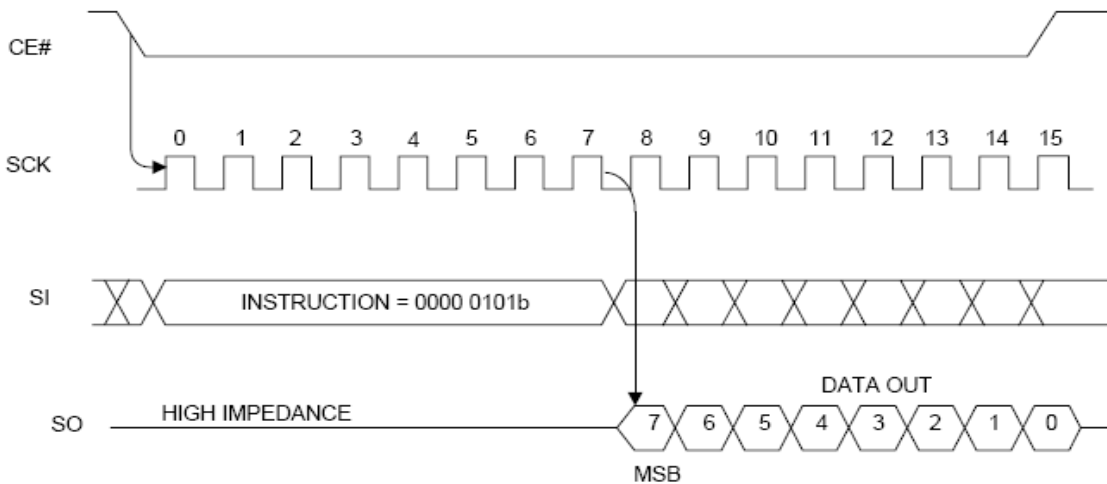 CE#
0 1 2 3 4 5 6 7 8 9 10 11 12 13 14 15
SCK
SI
INSTRUCTION = 0000 0101b
DATA OUT
HIGH IMPEDANCE
SO
7 6 5 4 3 2 1 0
MSB